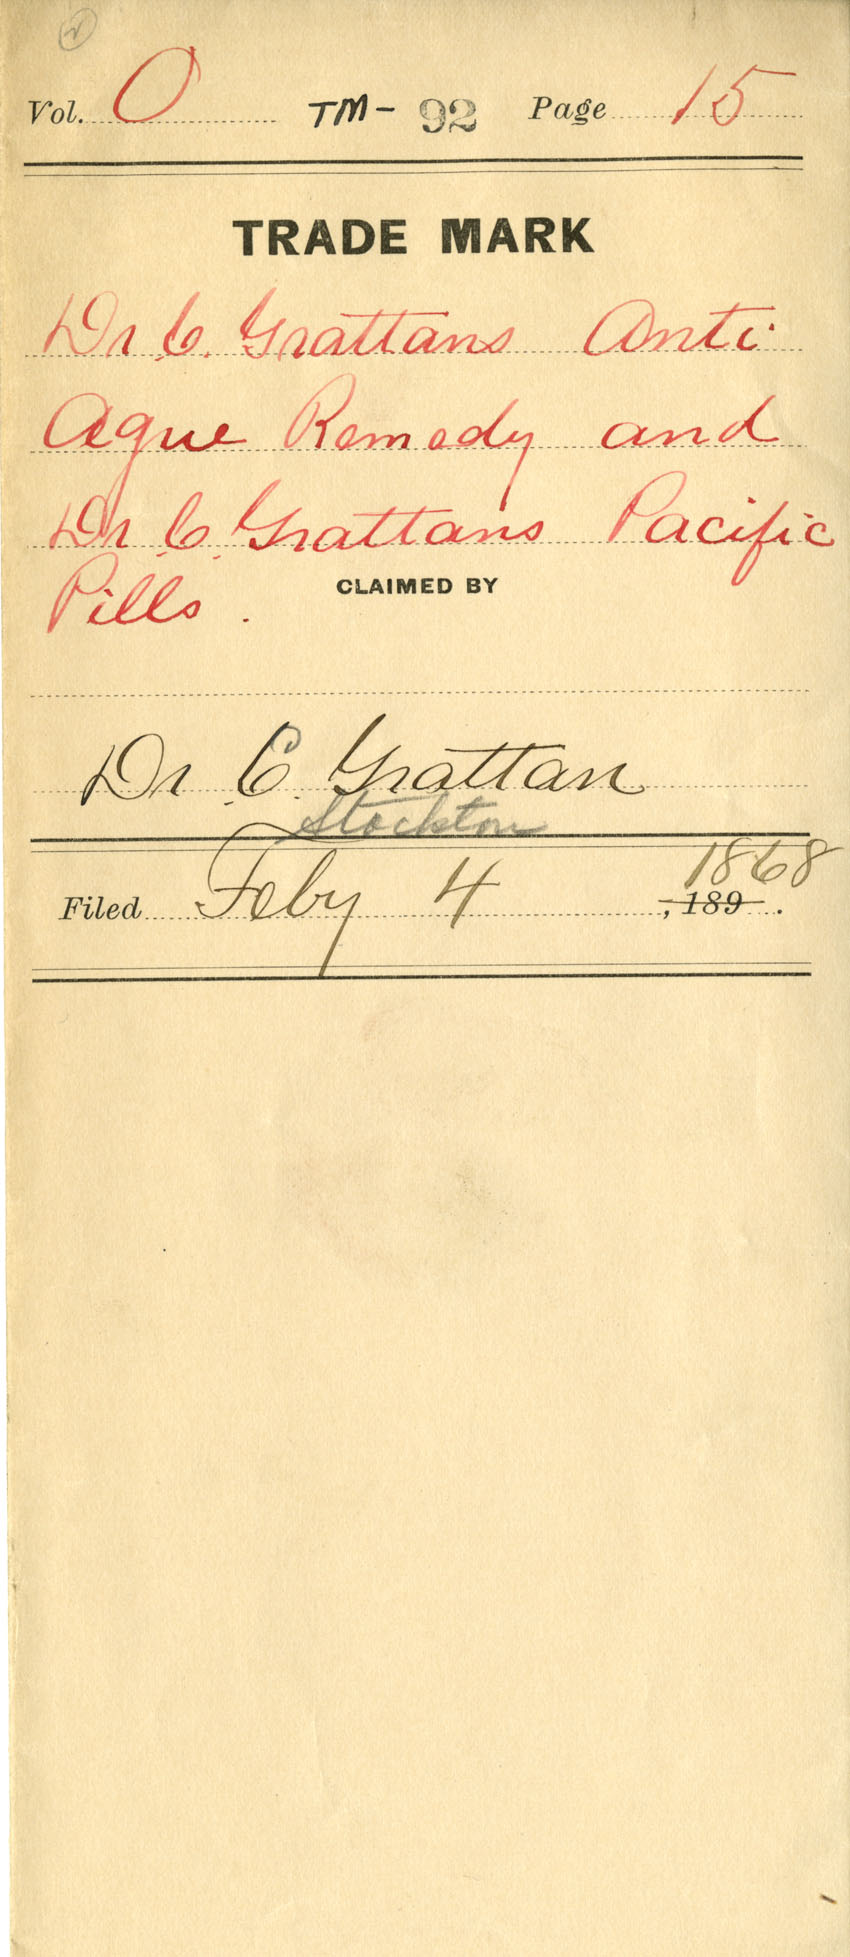 Vol. O TM- 92 Page 15
TRADE MARK
Dr C. Grattans Anti
Ague Remedy and
Dr C. Grattans Pacific
Pills.
CLAIMED BY
Dr. C. Grattan
Stockton
1868
Filed Feby 4 , 189 .